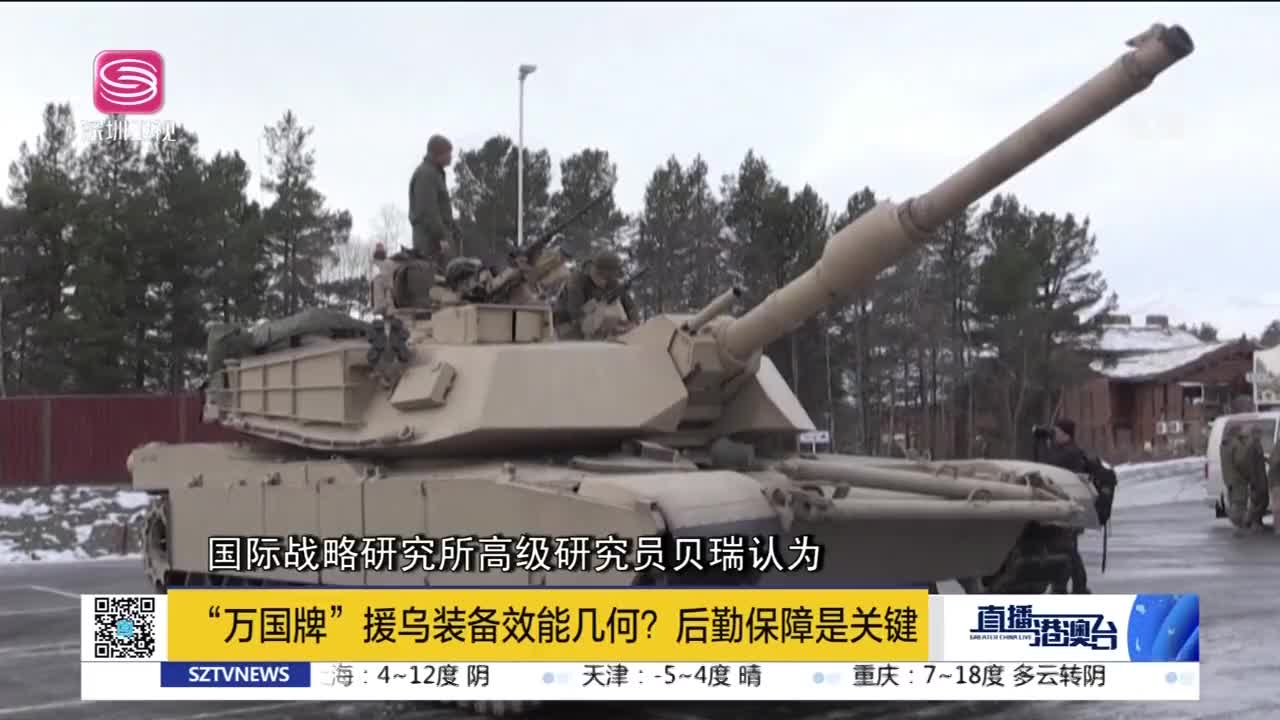 深圳卫视
国际战略研究所高级研究员贝瑞认为
“万国牌”援乌装备效能几何？后勤保障是关键
直播港澳台
GREATER CHINA LIVE
SZTVNEWS
海：4~12度 阴 天津：-5~4度 晴 重庆：7~18度 多云转阴